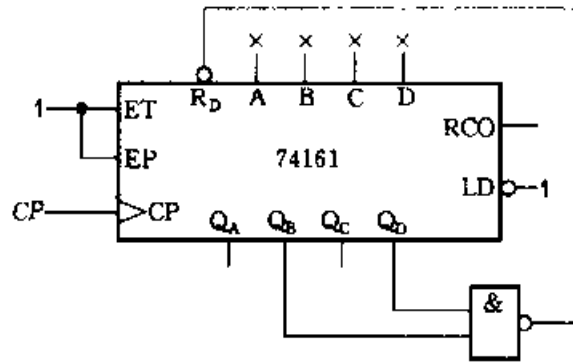 × × × ×
1 ET R_D A B C D
RCO
EP 74161
LD 1
CP CP
Q_A Q_B Q_C Q_D
&